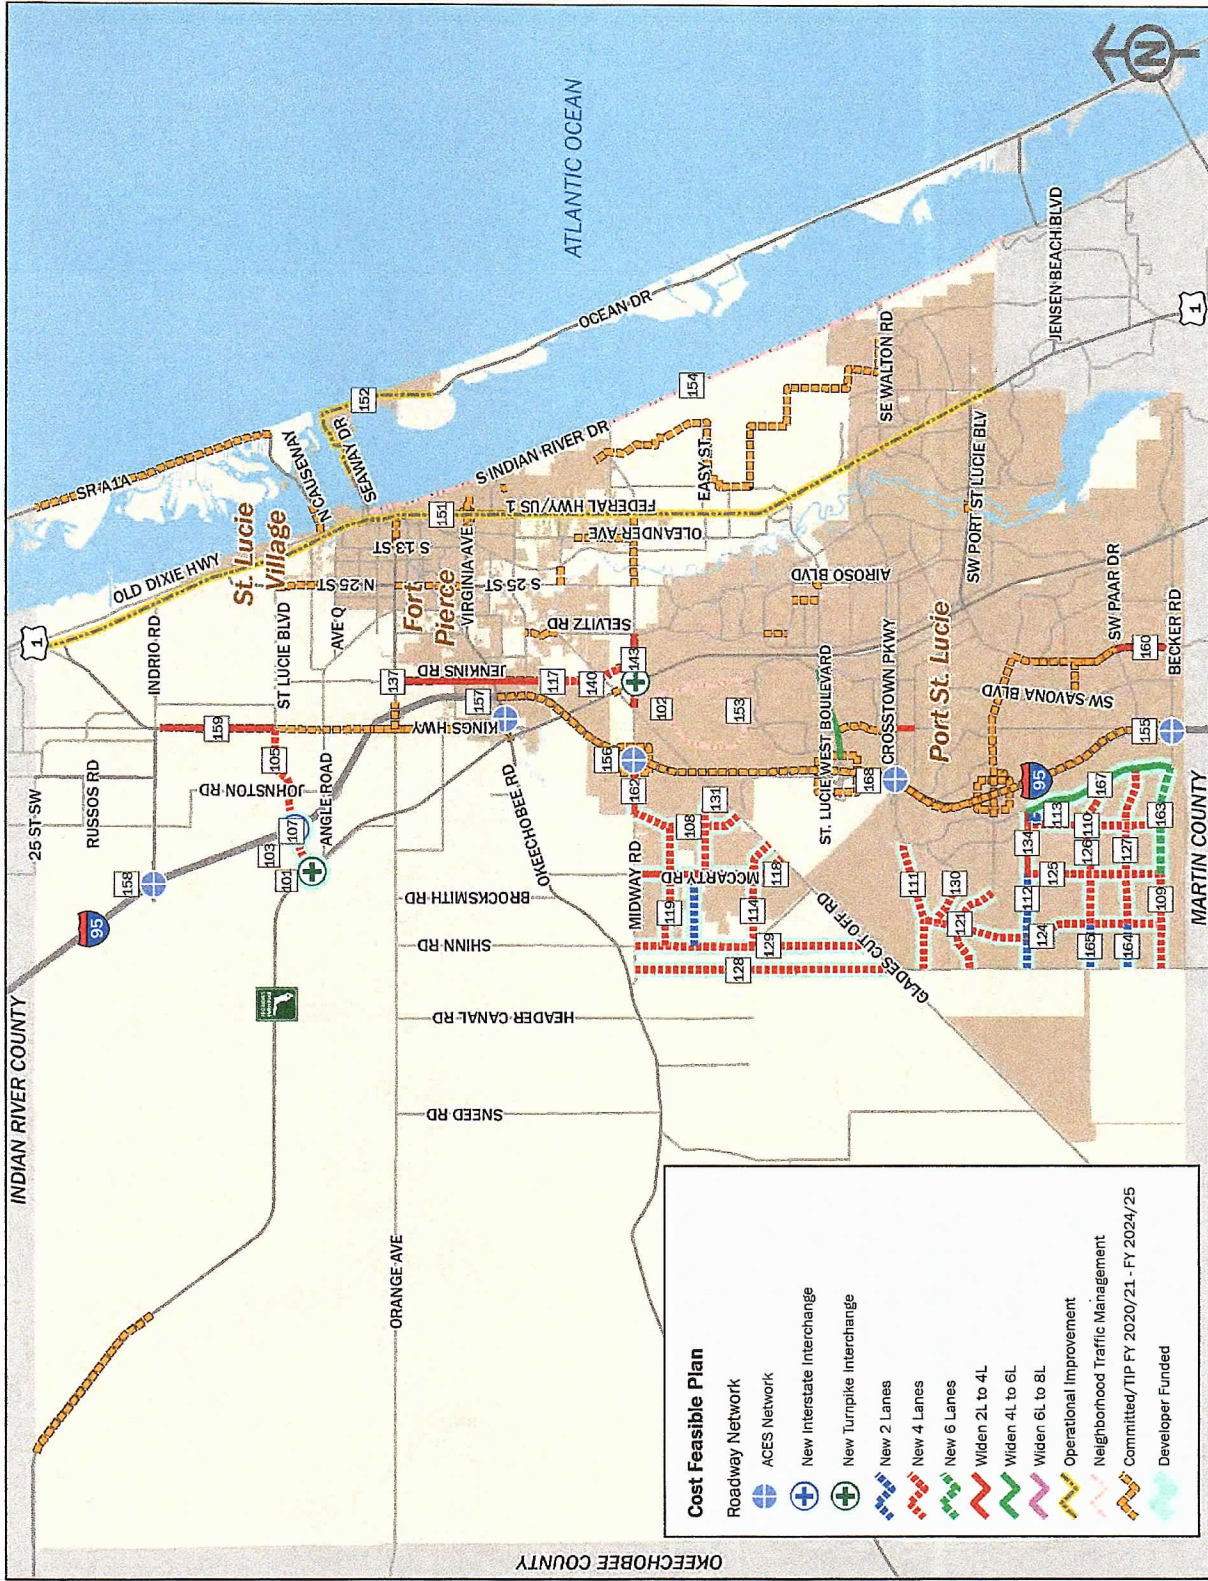 INDIAN RIVER COUNTY
OKEECHOBEE COUNTY
MARTIN COUNTY
ATLANTIC OCEAN
N
1
1
95
95
25 ST SW
RUSSOS RD
INDRIO RD
JOHNSTON RD
ANGLE ROAD
ST LUCIE BLVD
AVE Q
KINGS HWY
JENKINS RD
N 25 ST
S 25 ST
S 13 ST
OLD DIXIE HWY
St. Lucie
Village
Fort
Pierce
Port St. Lucie
SR A1A
N CAUSEWAY
SEAWAY DR
OCEAN DR
S INDIAN RIVER DR
FEDERAL HWY/US 1
OLEANDER AVE
VIRGINIA AVE
SELVITZ RD
EASY ST
AIROSO BLVD
SE WALTON RD
JENSEN BEACH BLVD
SW PORT ST LUCIE BLV
SW PAAR DR
BECKER RD
SW SAVONA BLVD
CROSSTOWN PKWY
ST. LUCIE WEST BOULEVARD
MIDWAY RD
MCCARTY RD
GLADES CUT OFF RD
OKEECHOBEE RD
BROCKSMITH RD
SHINN RD
HEADER CANAL RD
SNEED RD
ORANGE AVE
158
159
105
107
103
101
137
157
117
140
143
102
153
152
151
154
156
162
108
131
119
114
118
129
128
168
111
130
121
134
113
110
167
112
125
126
127
163
124
165
164
109
155
160
Cost Feasible Plan
Roadway Network
ACES Network
New Interstate Interchange
New Turnpike Interchange
New 2 Lanes
New 4 Lanes
New 6 Lanes
Widen 2L to 4L
Widen 4L to 6L
Widen 6L to 8L
Operational Improvement
Neighborhood Traffic Management
Committed/TIP FY 2020/21 - FY 2024/25
Developer Funded